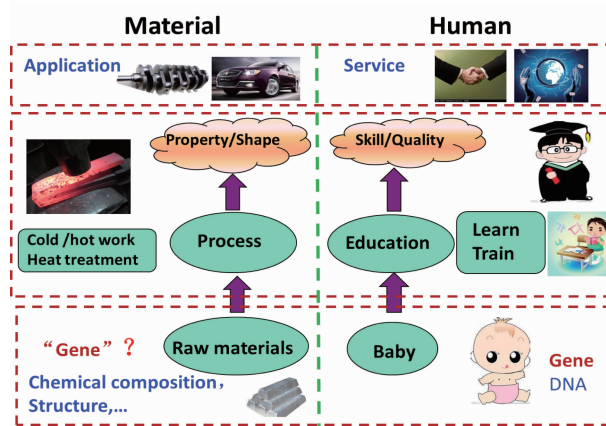 Material
Human
Application
Service
Property/Shape
Skill/Quality
Cold /hot work
Heat treatment
Process
Education
Learn
Train
“Gene” ?
Raw materials
Baby
Chemical composition,
Structure,...
Gene
DNA